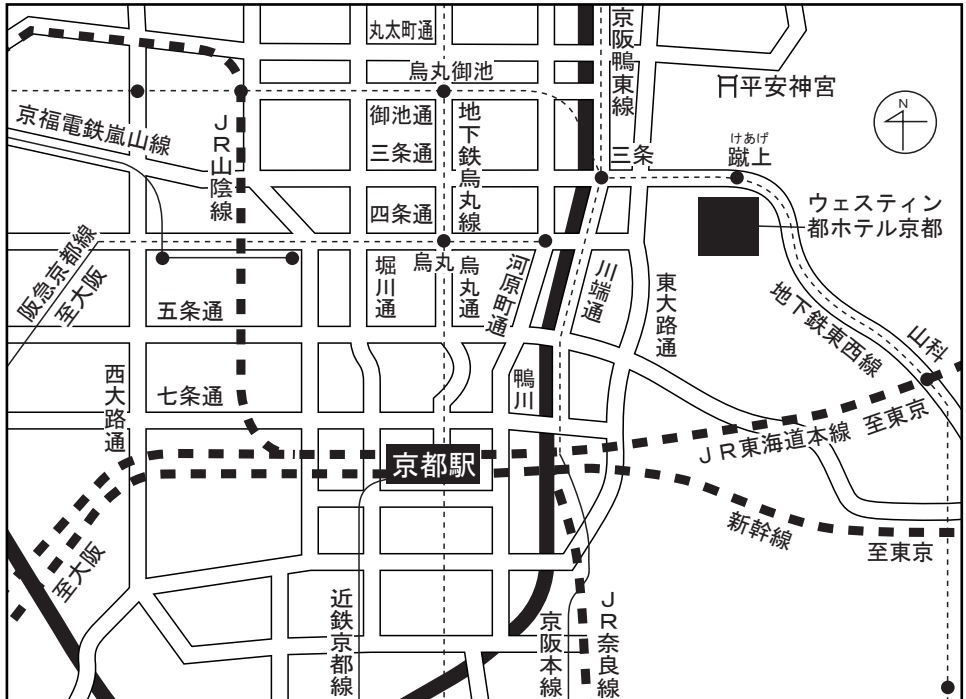 丸太町通
京阪鴨東線
烏丸御池
平安神宮
N
京福電鉄嵐山線
JR山陰線
御池通
地下鉄烏丸線
三条通
三条
けあげ
蹴上
四条通
ウェスティン
都ホテル京都
阪急京都線
至大阪
堀川通
烏丸
烏丸通
河原町通
川端通
東大路通
地下鉄東西線
山科
五条通
西大路通
七条通
鴨川
京都駅
JR東海道本線 至東京
新幹線
至東京
至大阪
近鉄京都線
京阪本線
JR奈良線